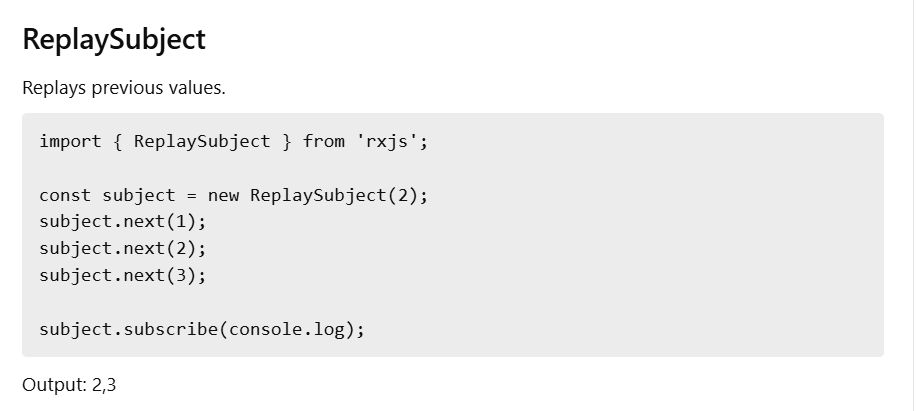 ReplaySubject
Replays previous values.
import { ReplaySubject } from 'rxjs';
const subject = new ReplaySubject(2);
subject.next(1);
subject.next(2);
subject.next(3);
subject.subscribe(console.log);
Output: 2,3